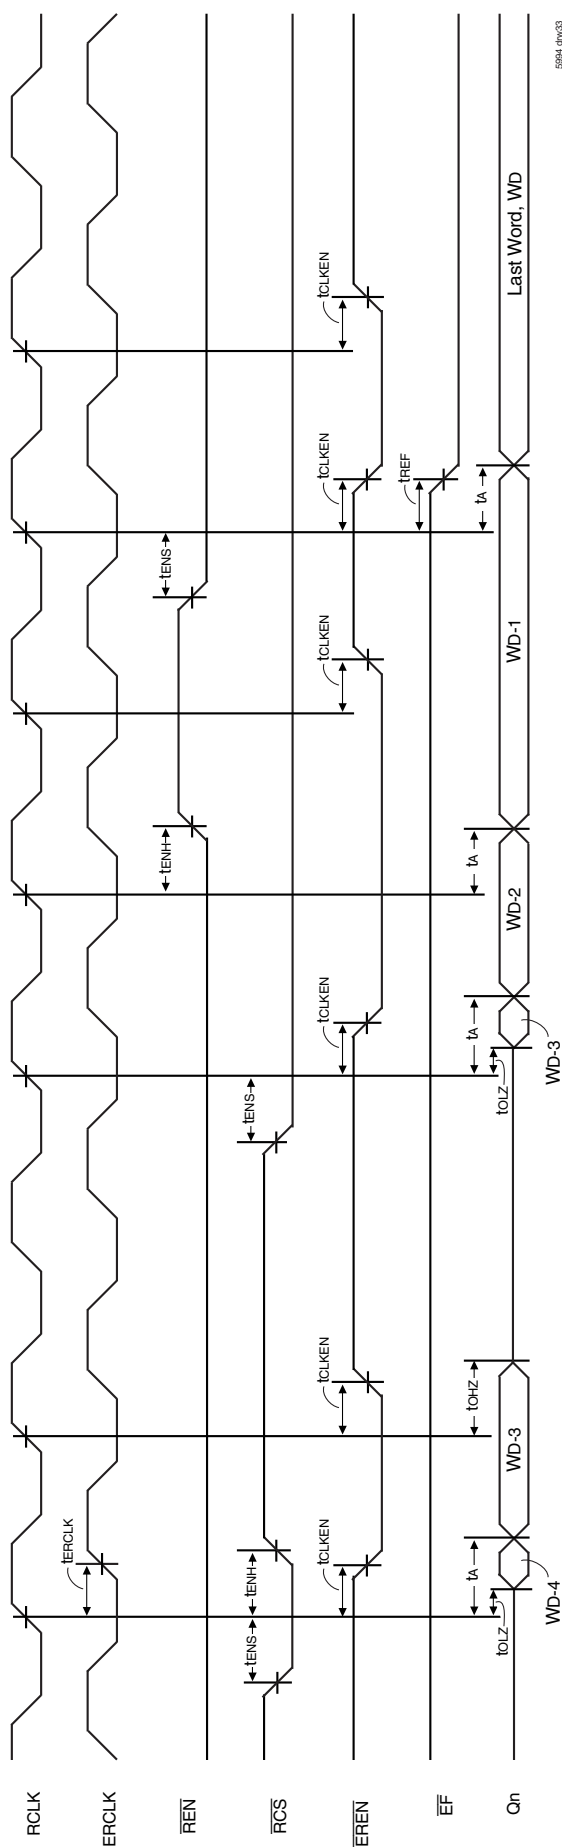 RCLK
tERCLK
ERCLK
tENH tENS
REN
tENS tENH tENS
RCS
tCLKEN tCLKEN tCLKEN tCLKEN tCLKEN tCLKEN
EREN
tREF
EF
tA tOHZ tA tA tA
tOLZ tOLZ
Qn WD-3 WD-2 WD-1 Last Word, WD
WD-4 WD-3
5994 drw33